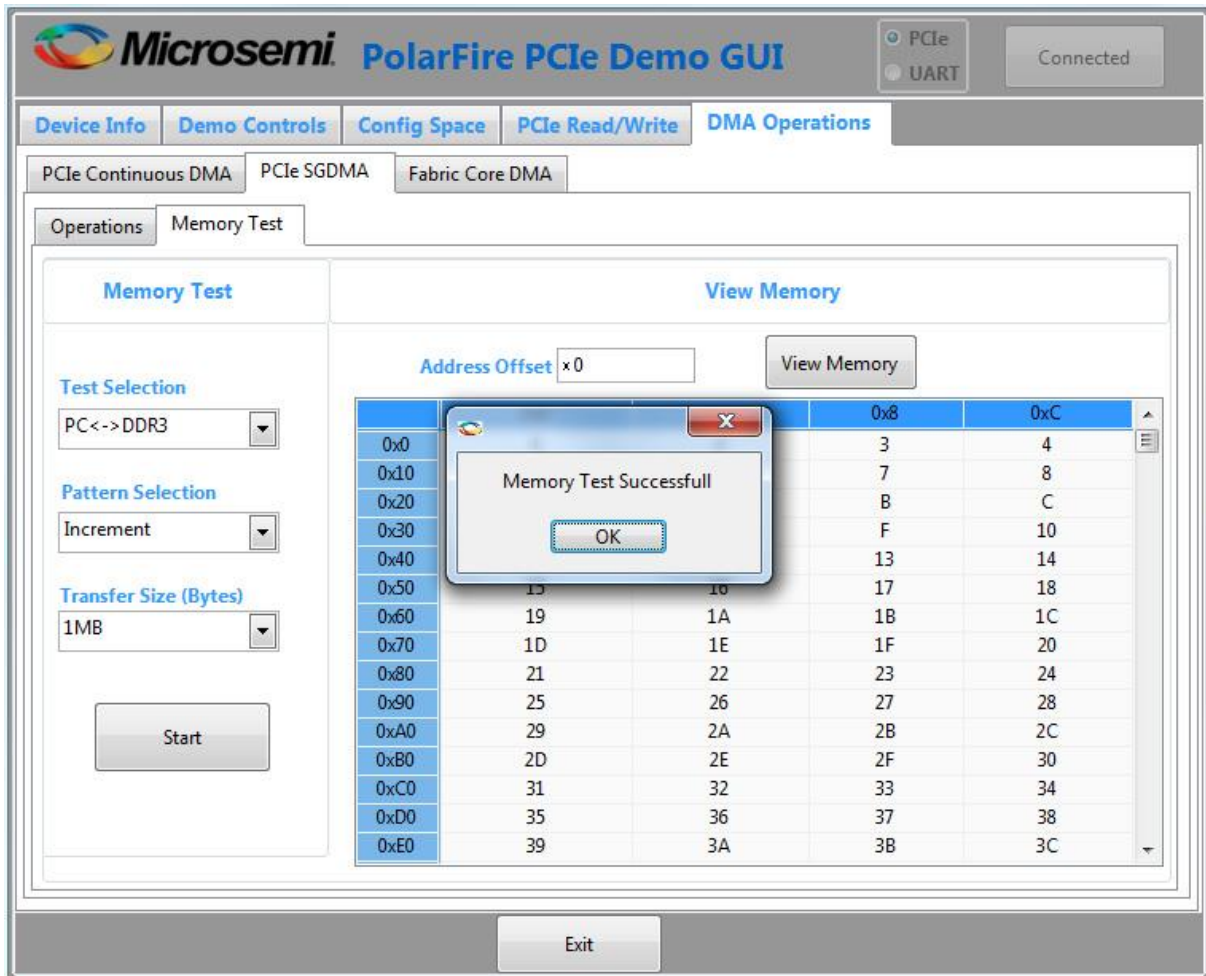 Microsemi. PolarFire PCIe Demo GUI
PCIe
UART
Connected
Device Info Demo Controls Config Space PCIe Read/Write DMA Operations
PCIe Continuous DMA PCIe SGDMA Fabric Core DMA
Operations Memory Test
Memory Test
View Memory
Test Selection
PC<->DDR3
Pattern Selection
Increment
Transfer Size (Bytes)
1MB
Start
Address Offset x 0 View Memory
0x8 0xC
0x0 3 4
0x10 7 8
0x20 B C
0x30 F 10
0x40 13 14
0x50 15 16 17 18
0x60 19 1A 1B 1C
0x70 1D 1E 1F 20
0x80 21 22 23 24
0x90 25 26 27 28
0xA0 29 2A 2B 2C
0xB0 2D 2E 2F 30
0xC0 31 32 33 34
0xD0 35 36 37 38
0xE0 39 3A 3B 3C
X
Memory Test Successfull
OK
Exit